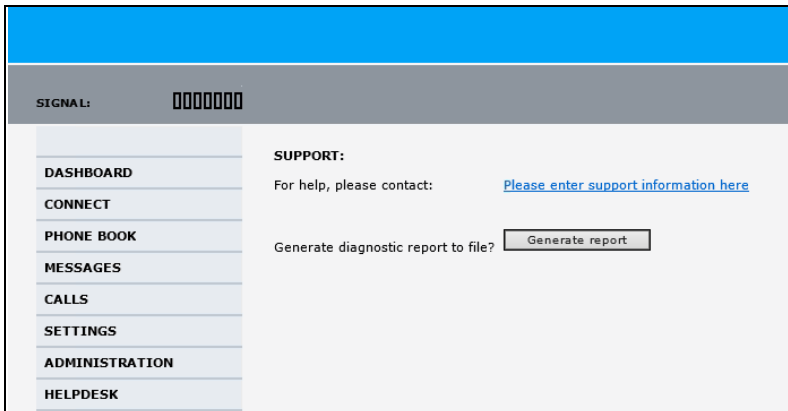 SIGNAL:
DASHBOARD
CONNECT
PHONE BOOK
MESSAGES
CALLS
SETTINGS
ADMINISTRATION
HELPDESK
SUPPORT:
For help, please contact: Please enter support information here
Generate diagnostic report to file? Generate report